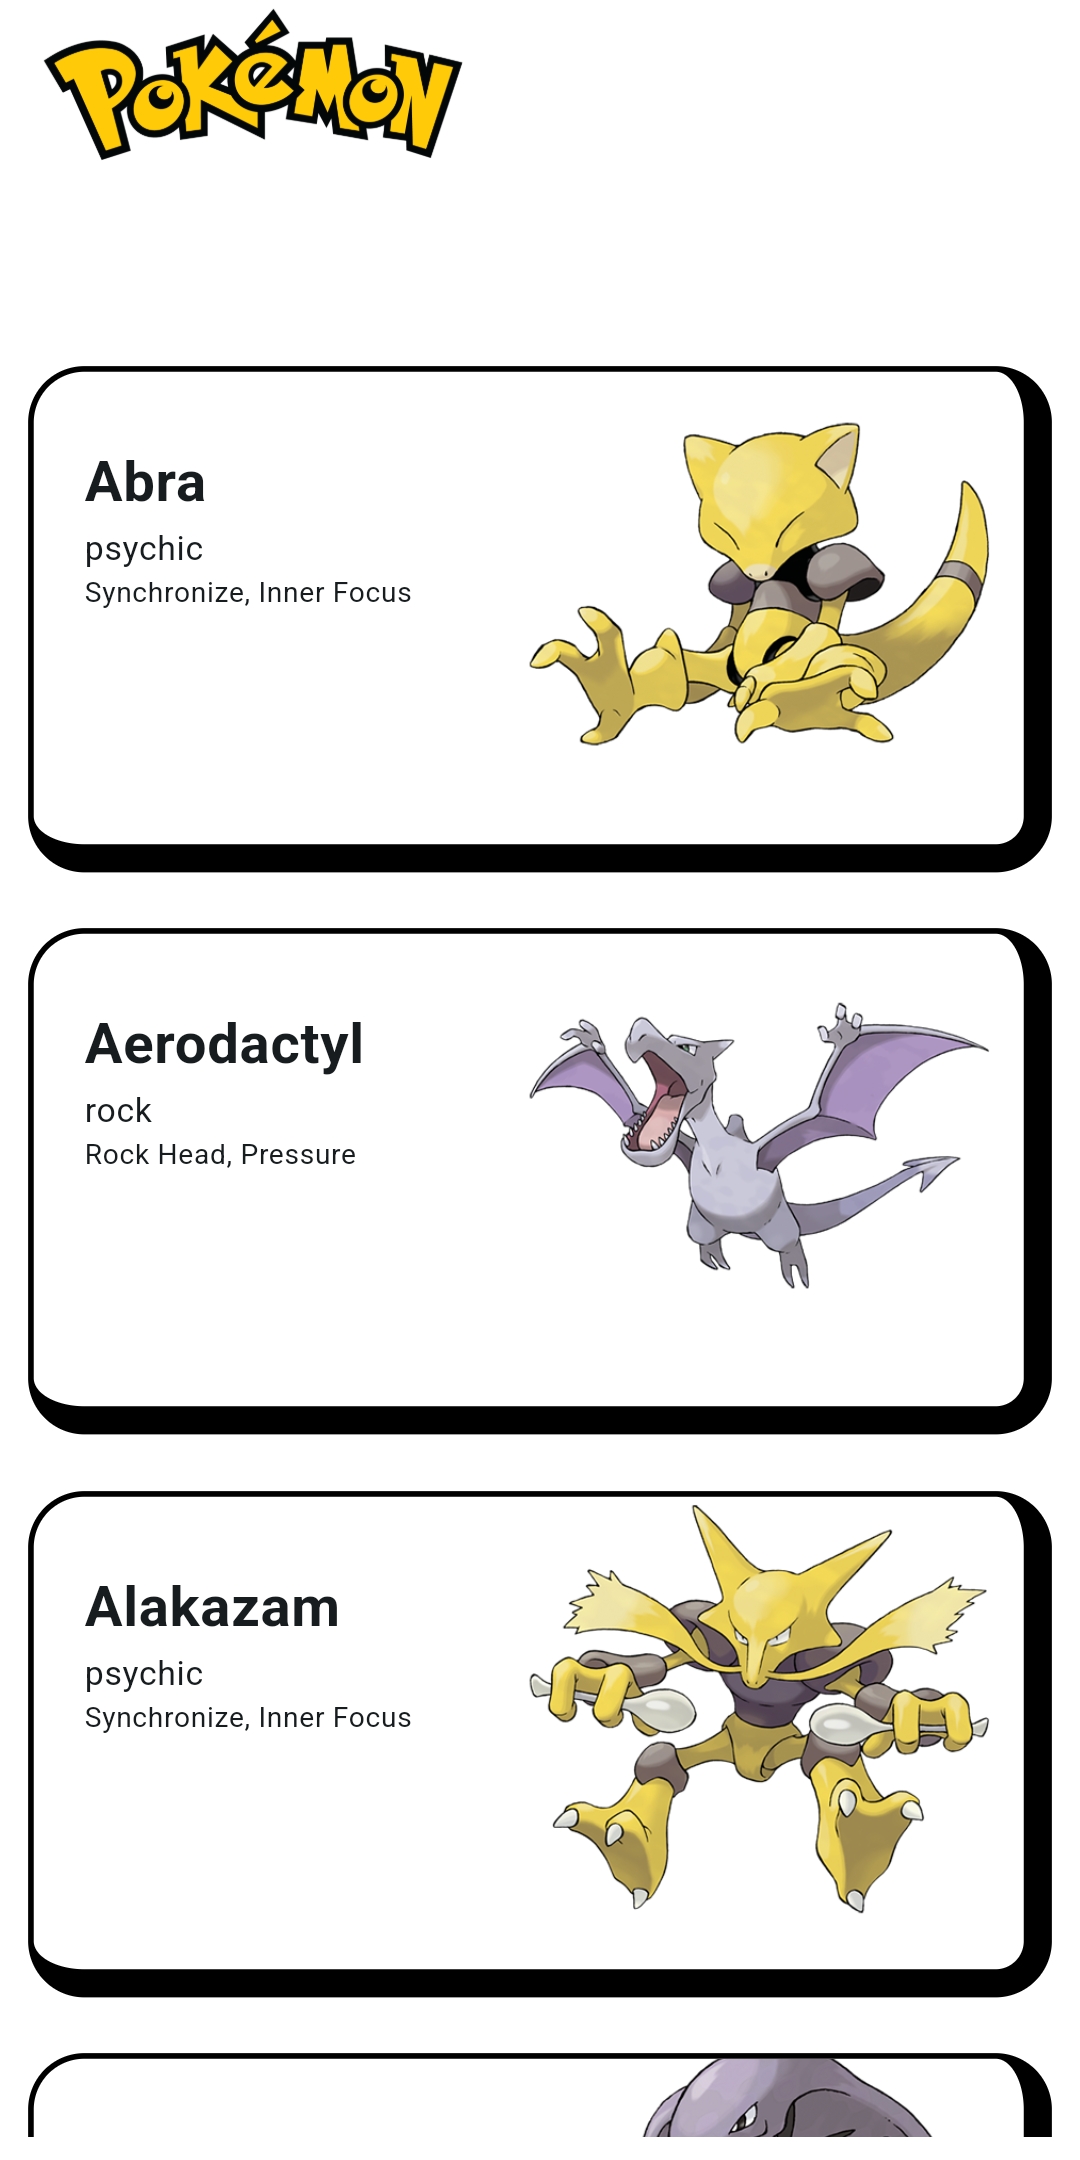 Pokémon
Abra
psychic
Synchronize, Inner Focus
Aerodactyl
rock
Rock Head, Pressure
Alakazam
psychic
Synchronize, Inner Focus